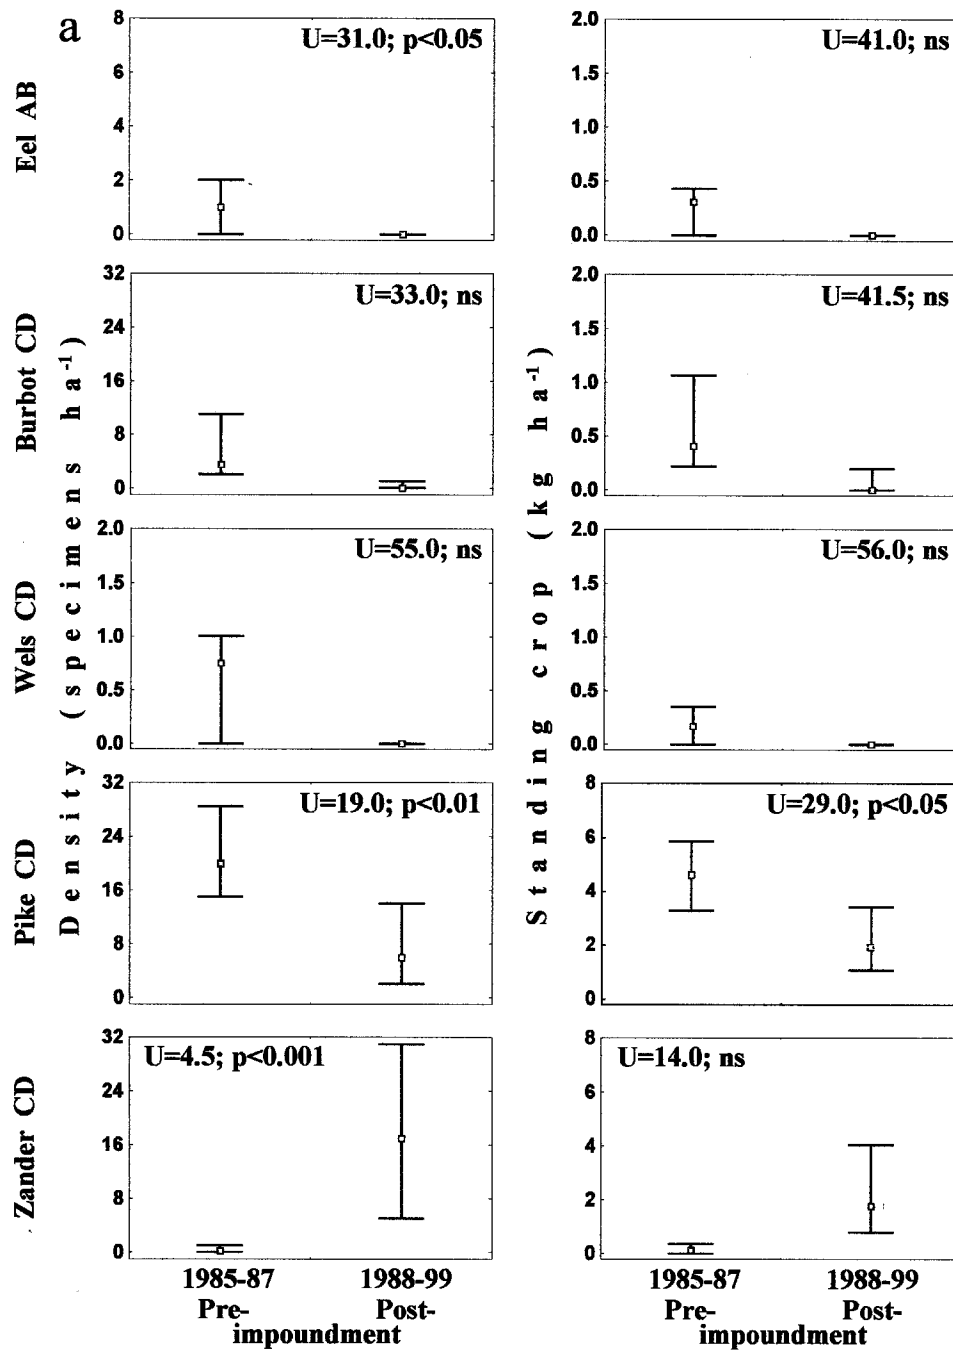 a
Eel AB
8
6
4
2
0
U=31.0; p<0.05
2.0
1.5
1.0
0.5
0.0
U=41.0; ns
Burbot CD
32
24
16
8
0
U=33.0; ns
2.0
1.5
1.0
0.5
0.0
U=41.5; ns
Wels CD
2.0
1.5
1.0
0.5
0.0
U=55.0; ns
2.0
1.5
1.0
0.5
0.0
U=56.0; ns
Pike CD
32
24
16
8
0
U=19.0; p<0.01
8
6
4
2
0
U=29.0; p<0.05
Zander CD
32
24
16
8
0
U=4.5; p<0.001
8
6
4
2
0
U=14.0; ns
Density (specimens ha⁻¹)
Standing crop (kg ha⁻¹)
1985-87 1988-99
Pre- Post-
impoundment
1985-87 1988-99
Pre- Post-
impoundment